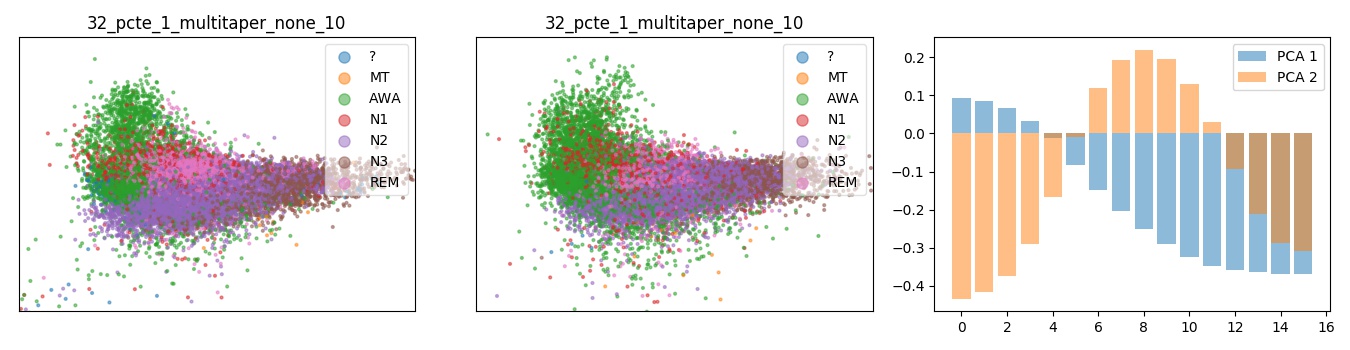 32_pcte_1_multitaper_none_10
?
MT
AWA
N1
N2
N3
REM
32_pcte_1_multitaper_none_10
?
MT
AWA
N1
N2
N3
REM
PCA 1
PCA 2
0.2
0.1
0.0
−0.1
−0.2
−0.3
−0.4
0 2 4 6 8 10 12 14 16